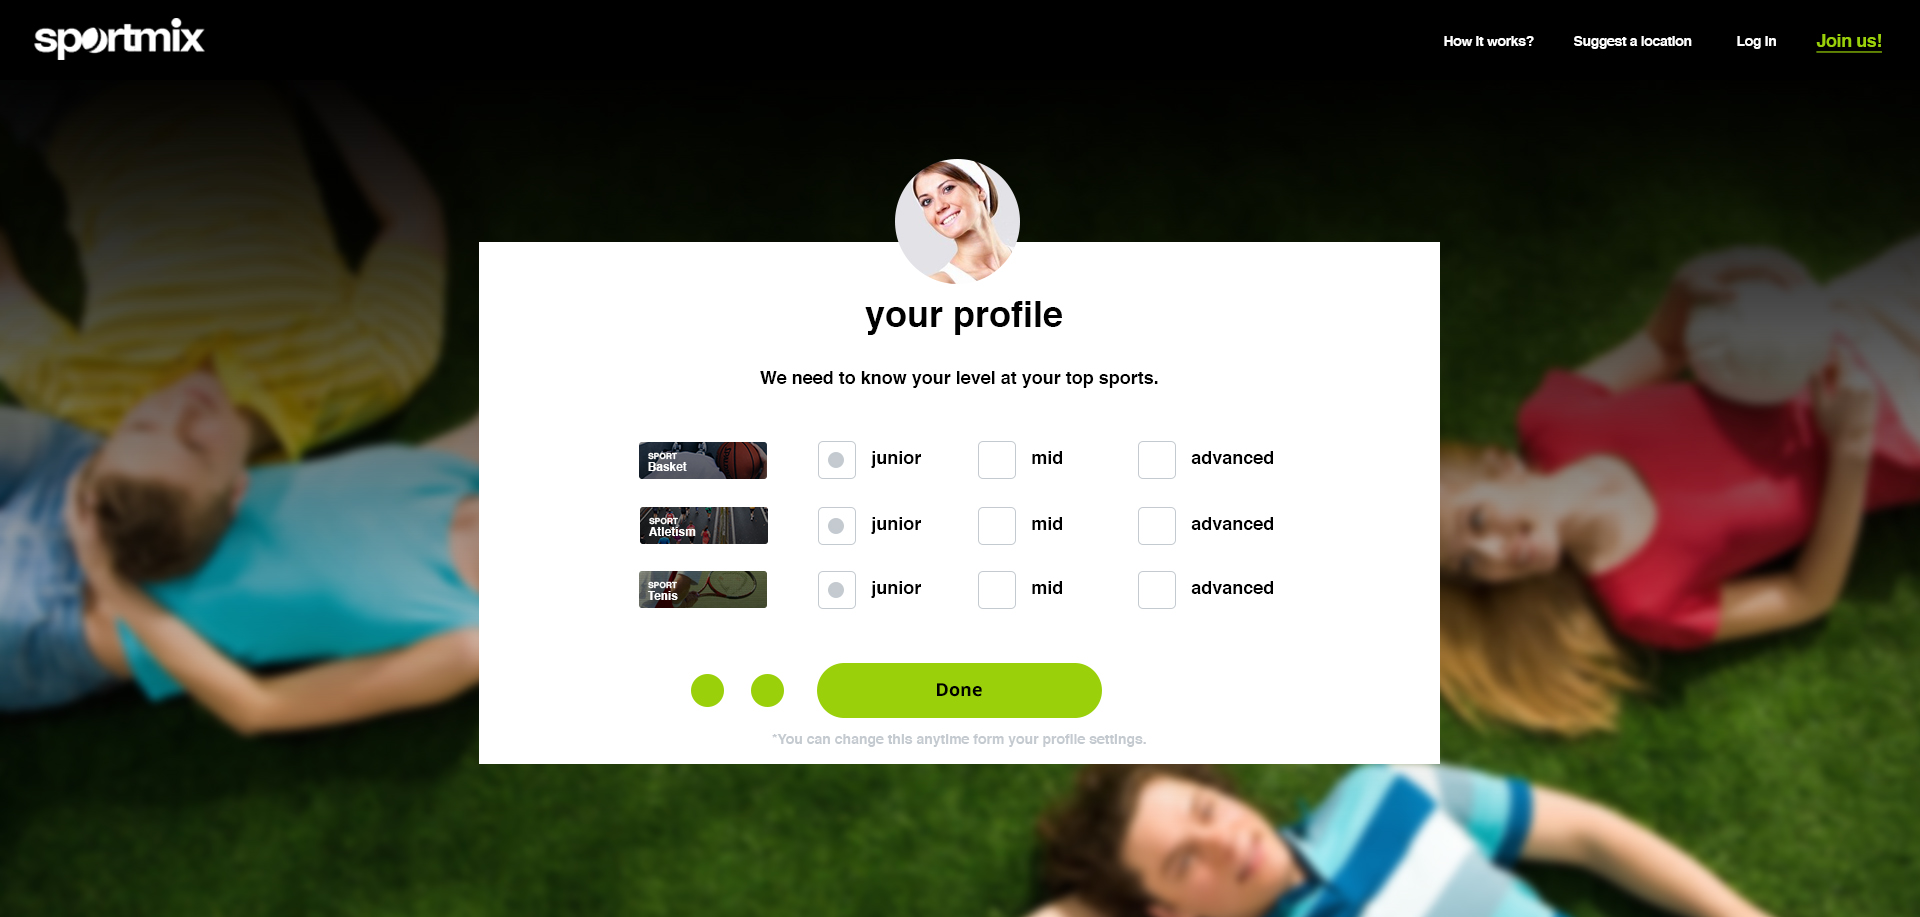 sportmix
How it works?
Suggest a location
Log in
Join us!
your profile
We need to know your level at your top sports.
SPORT
Basket
junior
mid
advanced
SPORT
Atletism
junior
mid
advanced
SPORT
Tenis
junior
mid
advanced
Done
*You can change this anytime form your profile settings.